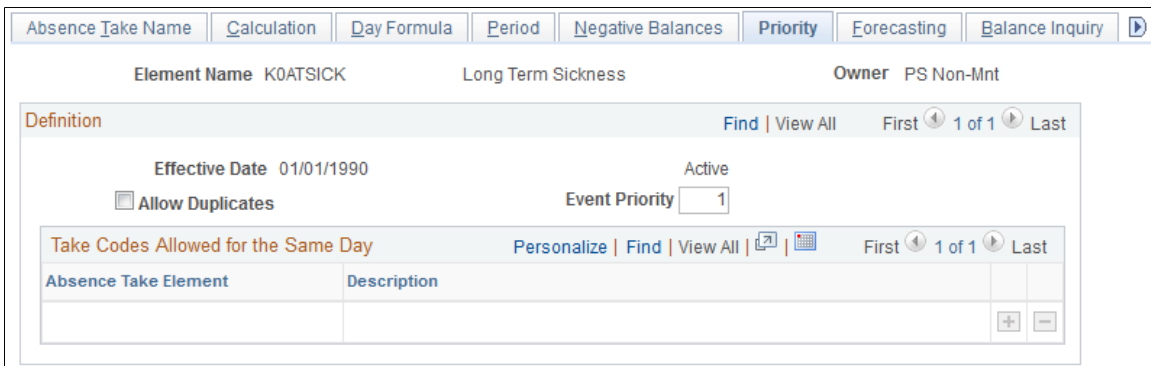 Absence Take Name Calculation Day Formula Period Negative Balances Priority Forecasting Balance Inquiry
Element Name K0ATSICK Long Term Sickness Owner PS Non-Mnt
Definition Find | View All First 1 of 1 Last
Effective Date 01/01/1990 Active
Allow Duplicates Event Priority 1
Take Codes Allowed for the Same Day Personalize | Find | View All | | First 1 of 1 Last
Absence Take Element Description